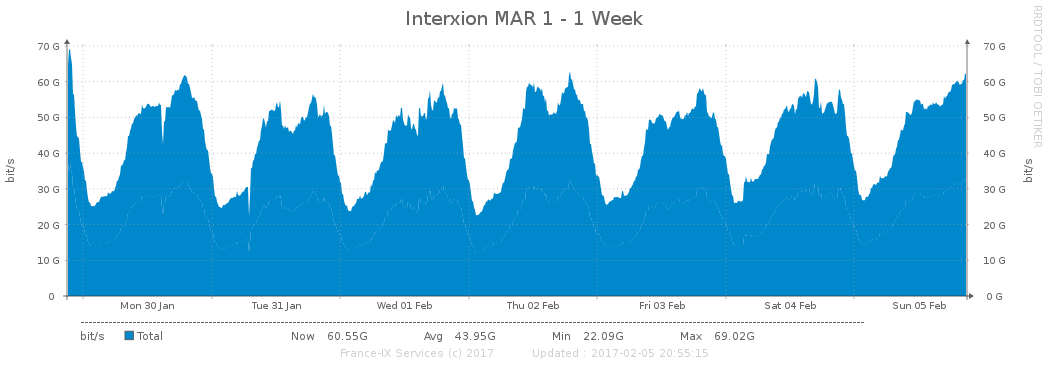 Interxion MAR 1 - 1 Week
RRDTOOL / TOBI OETIKER
bit/s
70 G 70 G
60 G 60 G
50 G 50 G
40 G 40 G
30 G 30 G
20 G 20 G
10 G 10 G
0 0 G
bit/s
Mon 30 Jan Tue 31 Jan Wed 01 Feb Thu 02 Feb Fri 03 Feb Sat 04 Feb Sun 05 Feb
bit/s Total Now 60.55G Avg 43.95G Min 22.09G Max 69.02G
France-IX Services (c) 2017 Updated : 2017-02-05 20:55:15